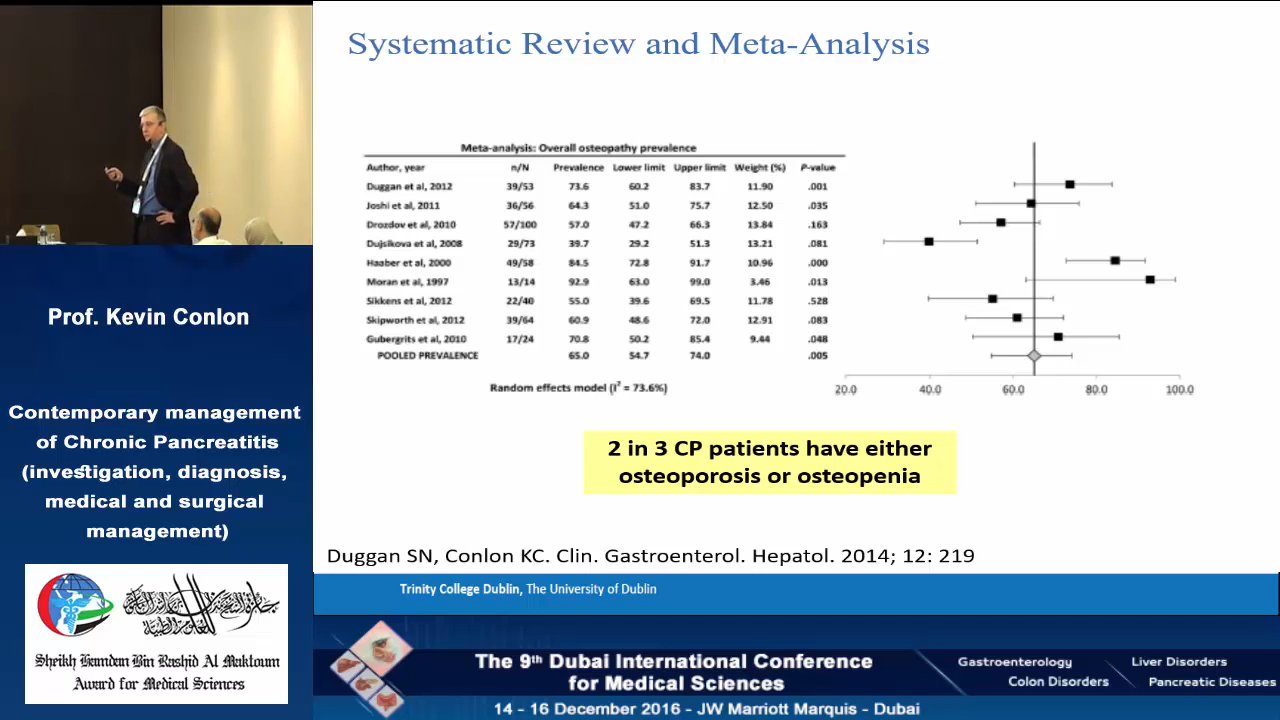 Systematic Review and Meta-Analysis
Meta-analysis: Overall osteopathy prevalence
Author, year n/N Prevalence Lower limit Upper limit Weight (%) P-value
Duggan et al, 2012 39/53 73.6 60.2 83.7 11.90 .001
Joshi et al, 2011 36/56 64.3 51.0 75.7 12.50 .035
Drozdov et al, 2010 57/100 57.0 47.2 66.3 13.84 .163
Dujsikova et al, 2008 29/73 39.7 29.2 51.3 13.21 .081
Haaber et al, 2000 49/58 84.5 72.8 91.7 10.96 .000
Moran et al, 1997 13/14 92.9 63.0 99.0 3.46 .013
Sikkens et al, 2012 22/40 55.0 39.6 69.5 11.78 .528
Skipworth et al, 2012 39/64 60.9 48.6 72.0 12.91 .083
Gubergrits et al, 2010 17/24 70.8 50.2 85.4 9.44 .048
POOLED PREVALENCE 65.0 54.7 74.0 .005
Random effects model (I² = 73.6%)
20.0 40.0 60.0 80.0 100.0
2 in 3 CP patients have either
osteoporosis or osteopenia
Duggan SN, Conlon KC. Clin. Gastroenterol. Hepatol. 2014; 12: 219
Trinity College Dublin, The University of Dublin
Prof. Kevin Conlon
Contemporary management
of Chronic Pancreatitis
(investigation, diagnosis,
medical and surgical
management)
Sheikh Hamdan Bin Rashid Al Maktoum
Award for Medical Sciences
The 9th Dubai International Conference
for Medical Sciences
14 - 16 December 2016 - JW Marriott Marquis - Dubai
Gastroenterology
Liver Disorders
Colon Disorders
Pancreatic Diseases